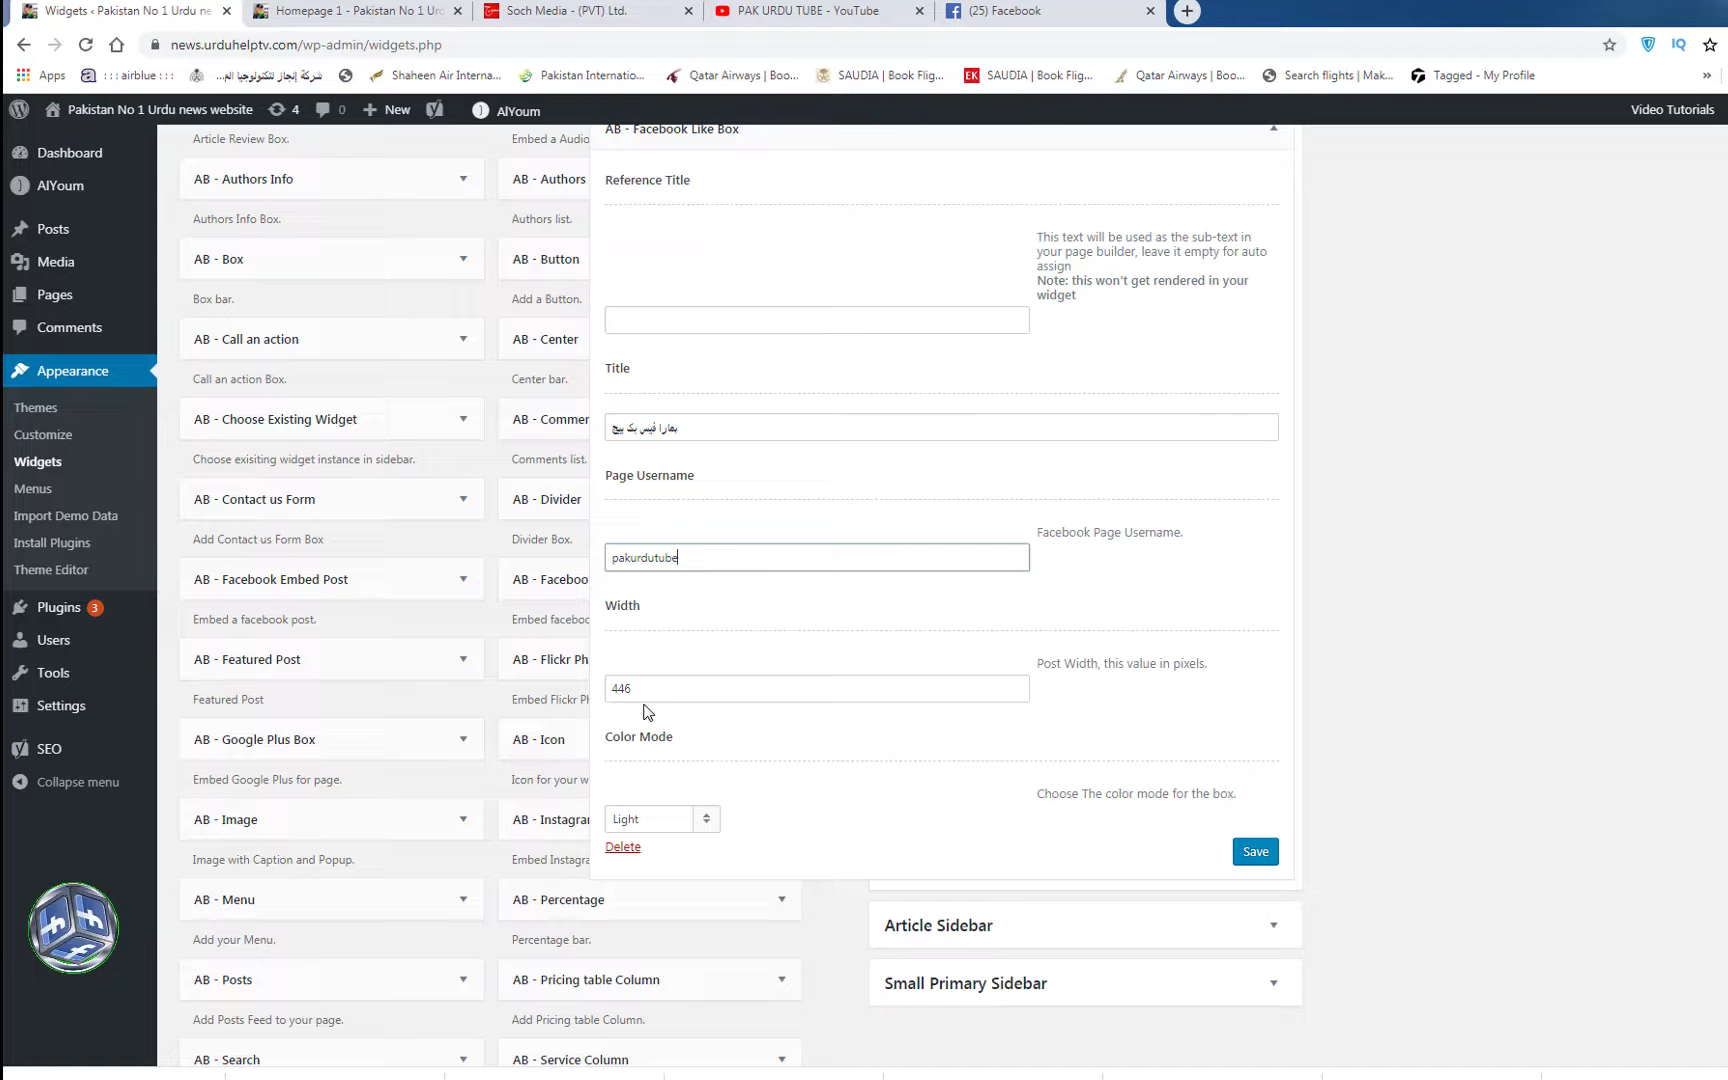 Widgets ‹ Pakistan No 1 Urdu ne
Homepage 1 - Pakistan No 1 Urd
Soch Media - (PVT) Ltd.
PAK URDU TUBE - YouTube
(25) Facebook
news.urduhelptv.com/wp-admin/widgets.php
Apps
: : : airblue : : :
شركة إنجاز لتكنولوجيا الم...
Shaheen Air Interna...
Pakistan Internatio...
Qatar Airways | Boo...
SAUDIA | Book Flig...
SAUDIA | Book Flig...
Qatar Airways | Boo...
Search flights | Mak...
Tagged - My Profile
Pakistan No 1 Urdu news website
4
0
New
AlYoum
Video Tutorials
Dashboard
AlYoum
Posts
Media
Pages
Comments
Appearance
Themes
Customize
Widgets
Menus
Import Demo Data
Install Plugins
Theme Editor
Plugins 3
Users
Tools
Settings
SEO
Collapse menu
Article Review Box.
Embed a Audio
AB - Authors Info
AB - Authors
Authors Info Box.
Authors list.
AB - Box
AB - Button
Box bar.
Add a Button.
AB - Call an action
AB - Center
Call an action Box.
Center bar.
AB - Choose Existing Widget
AB - Commer
Choose exisiting widget instance in sidebar.
Comments list.
AB - Contact us Form
AB - Divider
Add Contact us Form Box
Divider Box.
AB - Facebook Embed Post
AB - Faceboo
Embed a facebook post.
Embed faceboo
AB - Featured Post
AB - Flickr Ph
Featured Post
Embed Flickr Ph
AB - Google Plus Box
AB - Icon
Embed Google Plus for page.
Icon for your w
AB - Image
AB - Instagrar
Image with Caption and Popup.
Embed Instagra
AB - Menu
AB - Percentage
Add your Menu.
Percentage bar.
AB - Posts
AB - Pricing table Column
Add Posts Feed to your page.
Add Pricing table Column.
AB - Search
AB - Service Column
AB - Facebook Like Box
Reference Title
This text will be used as the sub-text in
your page builder, leave it empty for auto
assign
Note: this won't get rendered in your
widget
Title
ہمارا فیس بک پیج
Page Username
Facebook Page Username.
pakurdutube
Width
Post Width, this value in pixels.
446
Color Mode
Choose The color mode for the box.
Light
Delete
Save
Article Sidebar
Small Primary Sidebar